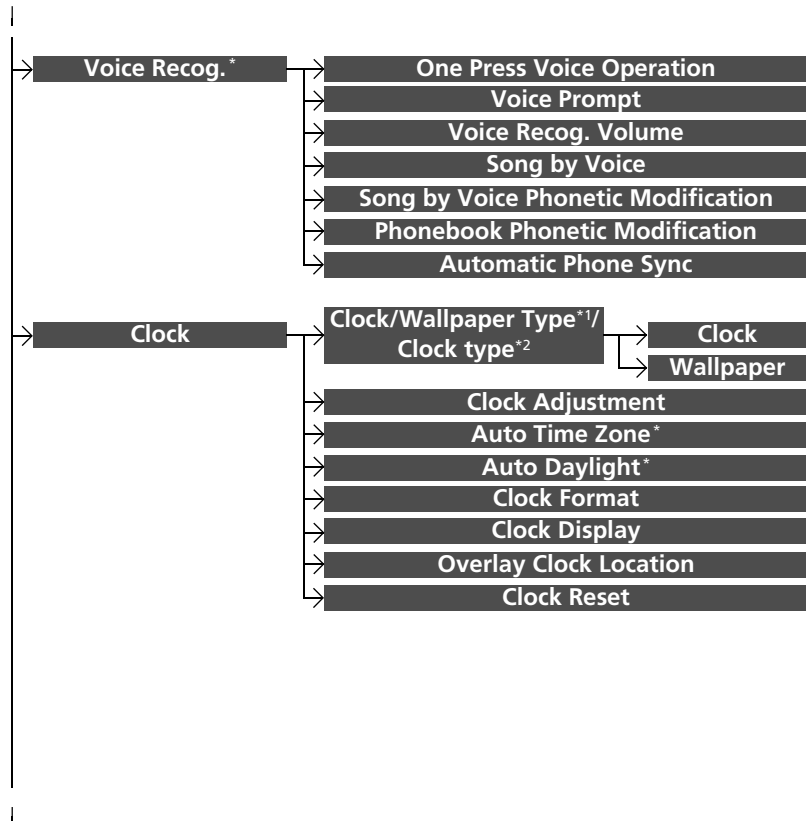 Voice Recog.*
One Press Voice Operation
Voice Prompt
Voice Recog. Volume
Song by Voice
Song by Voice Phonetic Modification
Phonebook Phonetic Modification
Automatic Phone Sync
Clock
Clock/Wallpaper Type*1/
Clock type*2
Clock
Wallpaper
Clock Adjustment
Auto Time Zone*
Auto Daylight*
Clock Format
Clock Display
Overlay Clock Location
Clock Reset